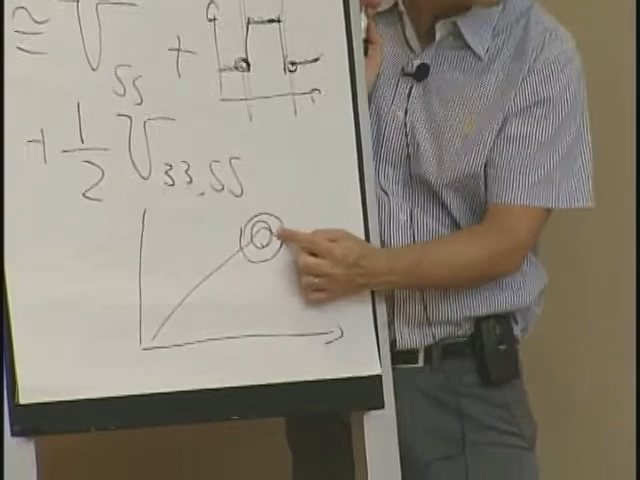 ≈ V₅₅ +
+ 1/2 V₃₃.₅₅